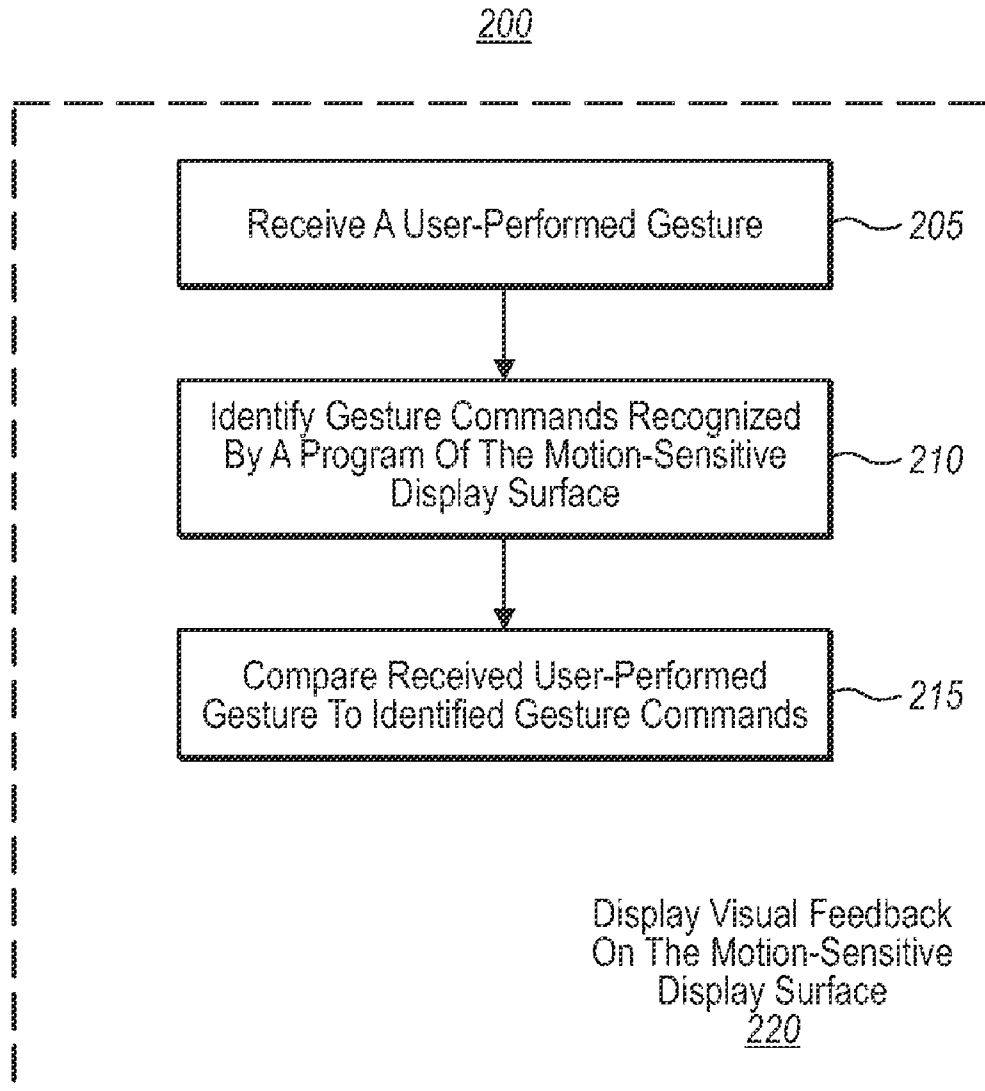 200
Receive A User-Performed Gesture
205
Identify Gesture Commands Recognized
By A Program Of The Motion-Sensitive
Display Surface
210
Compare Received User-Performed
Gesture To Identified Gesture Commands
215
Display Visual Feedback
On The Motion-Sensitive
Display Surface
220